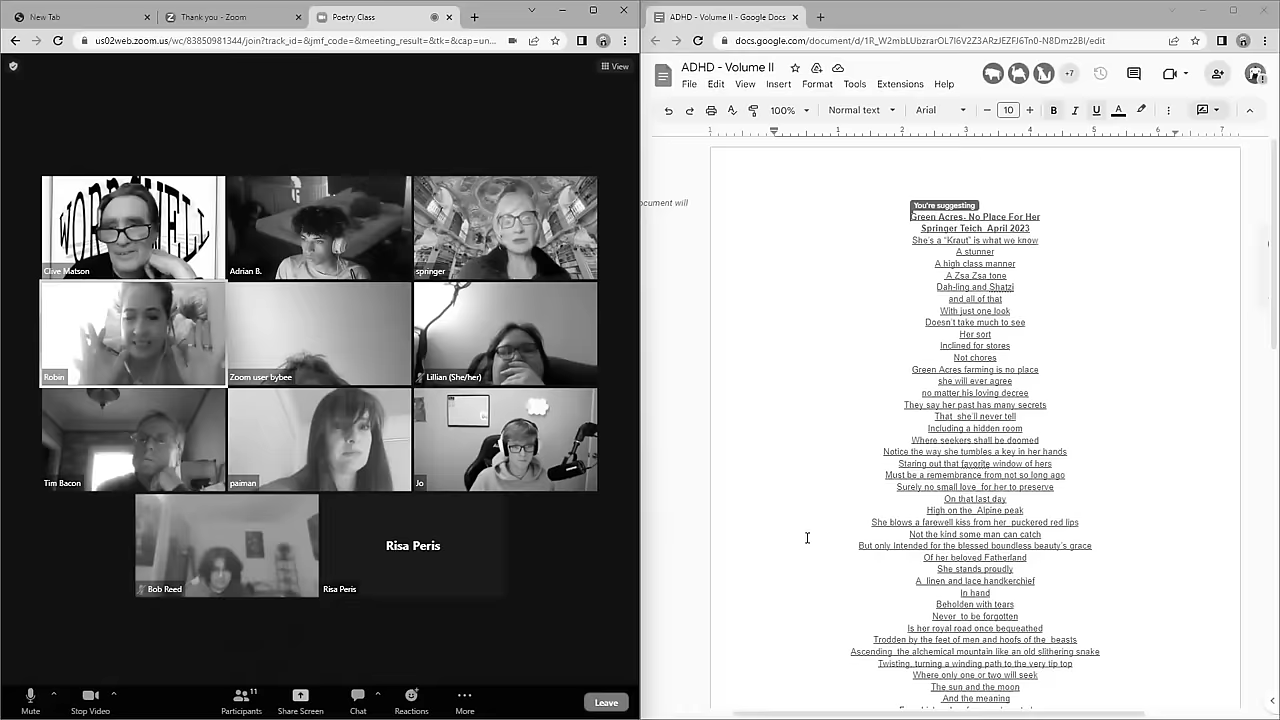 New Tab
Thank you - Zoom
Poetry Class
us02web.zoom.us/wc/83850981344/join?track_id=&jmf_code=&meeting_result=&tk=&cap=un...
View
WORDSWELL
Clive Matson
Adrian B.
springer
Robin
Zoom user bybee
Lillian (She/her)
Tim Bacon
paiman
Jo
Bob Reed
Risa Peris
Risa Peris
Mute
Stop Video
11
Participants
Share Screen
Chat
Reactions
More
Leave
ADHD - Volume II - Google Docs
docs.google.com/document/d/1R_W2mbLUbzrarOL7I6V2Z3ARzJEZFJ6Tn0-N8Dmz2BI/edit
ADHD - Volume II
+7
File Edit View Insert Format Tools Extensions Help
100% Normal text Arial 10 B I U A
1 1 2 3 4 5 6 7
ocument will
You're suggesting
Green Acres- No Place For Her
Springer Teich April 2023
She's a "Kraut" is what we know
A stunner
A high class manner
A Zsa Zsa tone
Dah-ling and Shatzi
and all of that
With just one look
Doesn't take much to see
Her sort
Inclined for stores
Not chores
Green Acres farming is no place
she will ever agree
no matter his loving decree
They say her past has many secrets
That she'll never tell
Including a hidden room
Where seekers shall be doomed
Notice the way she tumbles a key in her hands
Staring out that favorite window of hers
Must be a remembrance from not so long ago
Surely no small love for her to preserve
On that last day
High on the Alpine peak
She blows a farewell kiss from her puckered red lips
Not the kind some man can catch
But only Intended for the blessed boundless beauty's grace
Of her beloved Fatherland
She stands proudly
A linen and lace handkerchief
In hand
Beholden with tears
Never to be forgotten
Is her royal road once bequeathed
Trodden by the feet of men and hoofs of the beasts
Ascending the alchemical mountain like an old slithering snake
Twisting, turning a winding path to the very tip top
Where only one or two will seek
The sun and the moon
And the meaning